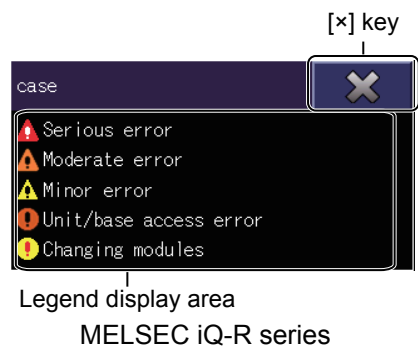 [×] key
case
Serious error
Moderate error
Minor error
Unit/base access error
Changing modules
Legend display area
MELSEC iQ-R series